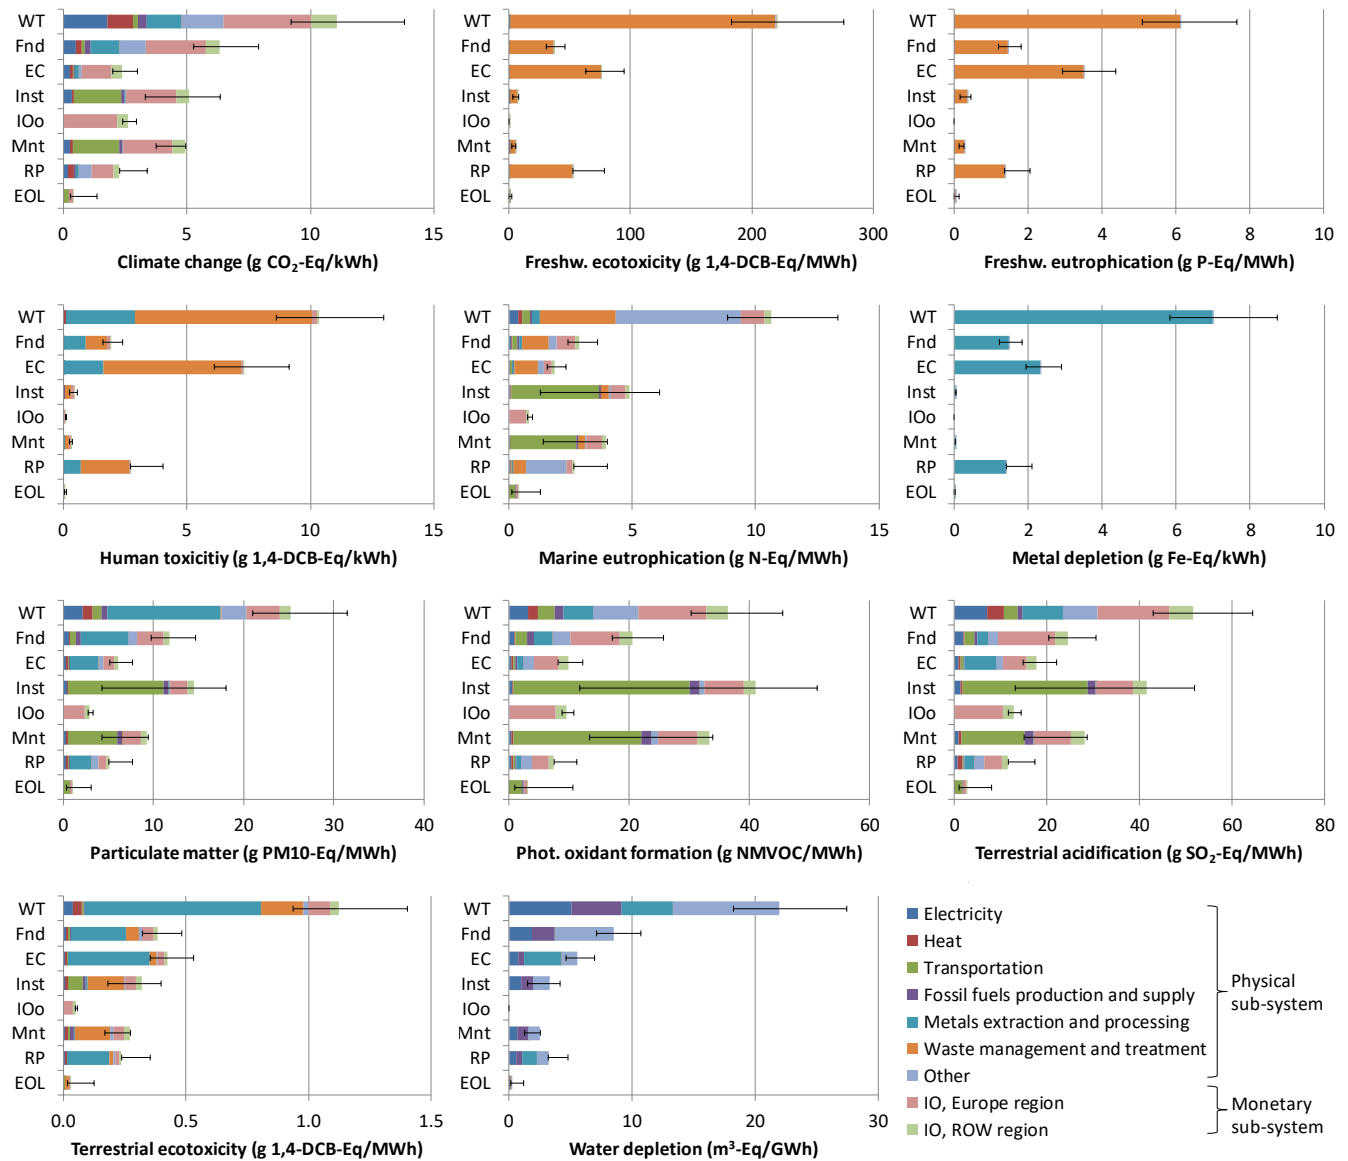 WT
Fnd
EC
Inst
IOo
Mnt
RP
EOL
0 5 10 15
Climate change (g CO₂-Eq/kWh)
WT
Fnd
EC
Inst
IOo
Mnt
RP
EOL
0 100 200 300
Freshw. ecotoxicity (g 1,4-DCB-Eq/MWh)
WT
Fnd
EC
Inst
IOo
Mnt
RP
EOL
0 2 4 6 8 10
Freshw. eutrophication (g P-Eq/MWh)
WT
Fnd
EC
Inst
IOo
Mnt
RP
EOL
0 5 10 15
Human toxicitiy (g 1,4-DCB-Eq/kWh)
WT
Fnd
EC
Inst
IOo
Mnt
RP
EOL
0 5 10 15
Marine eutrophication (g N-Eq/MWh)
WT
Fnd
EC
Inst
IOo
Mnt
RP
EOL
0 2 4 6 8 10
Metal depletion (g Fe-Eq/kWh)
WT
Fnd
EC
Inst
IOo
Mnt
RP
EOL
0 10 20 30 40
Particulate matter (g PM10-Eq/MWh)
WT
Fnd
EC
Inst
IOo
Mnt
RP
EOL
0 20 40 60
Phot. oxidant formation (g NMVOC/MWh)
WT
Fnd
EC
Inst
IOo
Mnt
RP
EOL
0 20 40 60 80
Terrestrial acidification (g SO₂-Eq/MWh)
WT
Fnd
EC
Inst
IOo
Mnt
RP
EOL
0.0 0.5 1.0 1.5
Terrestrial ecotoxicity (g 1,4-DCB-Eq/MWh)
WT
Fnd
EC
Inst
IOo
Mnt
RP
EOL
0 10 20 30
Water depletion (m³-Eq/GWh)
Electricity
Heat
Transportation
Fossil fuels production and supply
Metals extraction and processing
Waste management and treatment
Other
IO, Europe region
IO, ROW region
Physical
sub-system
Monetary
sub-system